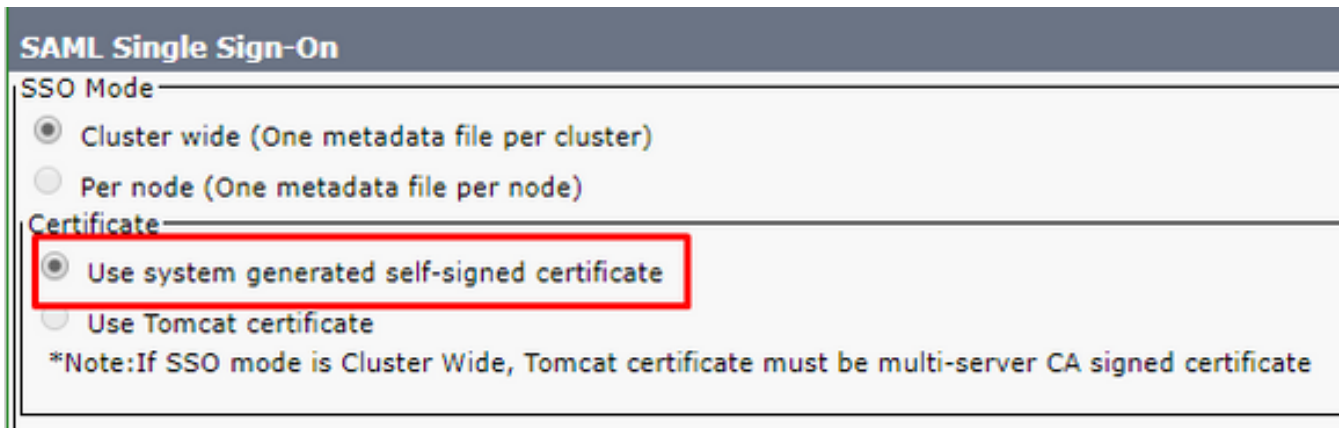 SAML Single Sign-On
SSO Mode
Cluster wide (One metadata file per cluster)
Per node (One metadata file per node)
Certificate
Use system generated self-signed certificate
Use Tomcat certificate
*Note:If SSO mode is Cluster Wide, Tomcat certificate must be multi-server CA signed certificate